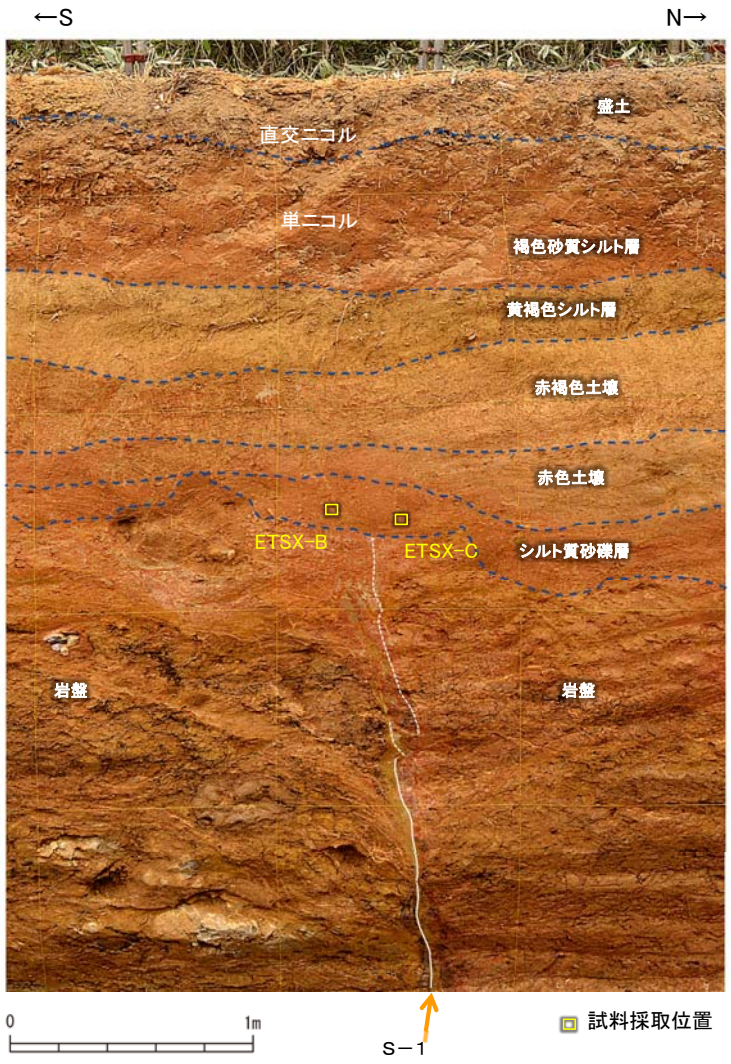 ←S
N→
盛土
直交ニコル
単ニコル
褐色砂質シルト層
黄褐色シルト層
赤褐色土壌
赤色土壌
ETSX-B
ETSX-C
シルト質砂礫層
岩盤
岩盤
0
1m
試料採取位置
S-1